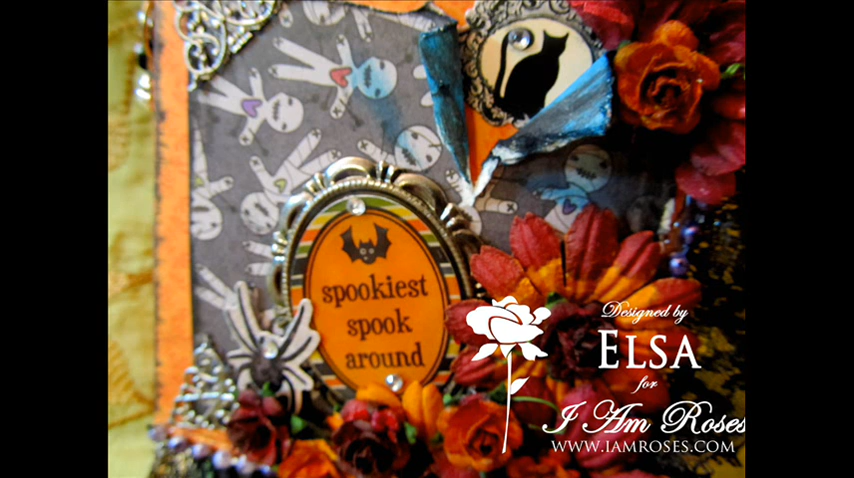 spookiest
spook
around
Designed by
ELSA
for
I Am Roses
WWW.IAMROSES.COM